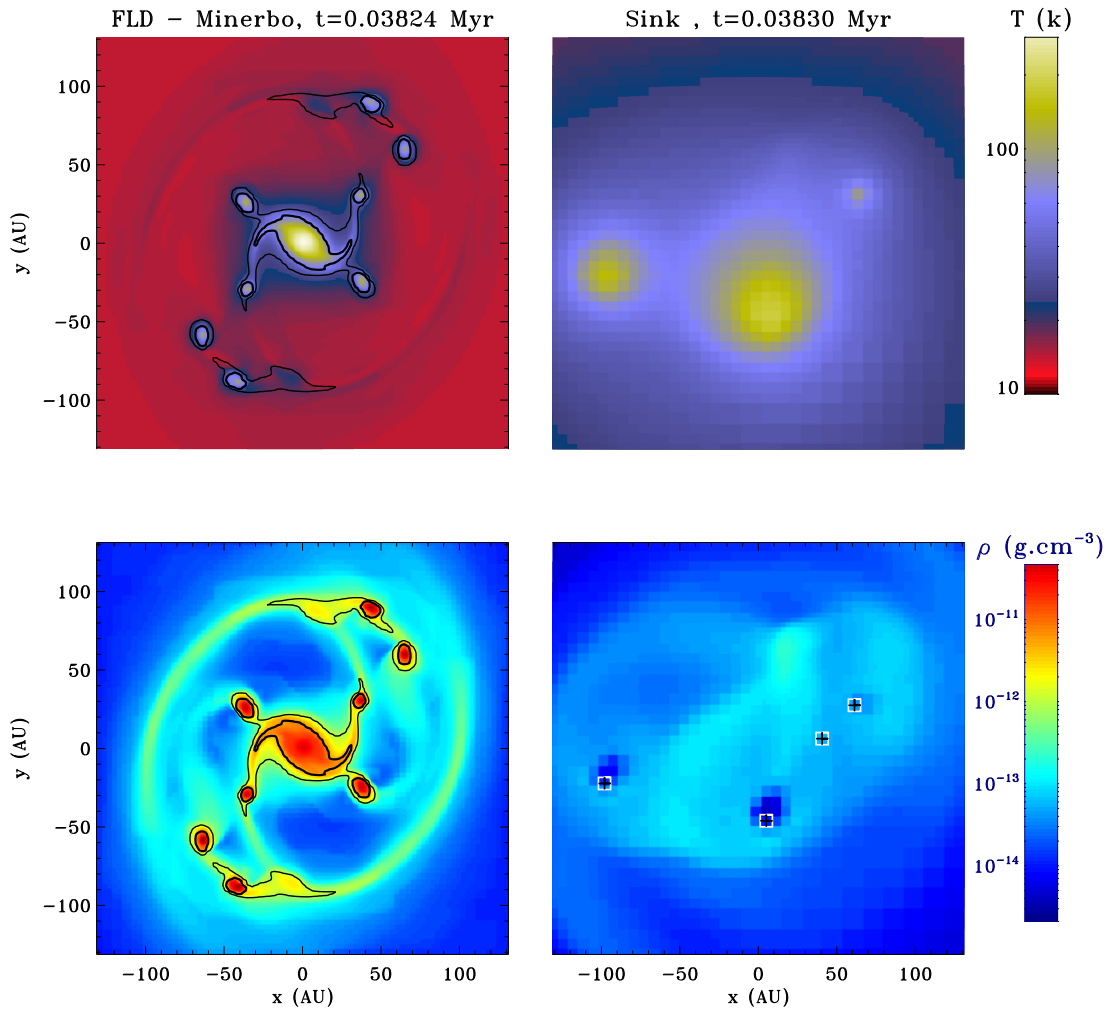 FLD − Minerbo, t=0.03824 Myr
Sink , t=0.03830 Myr
T (k)
100
50
0
−50
−100
y (AU)
100
10
ρ (g.cm⁻³)
100
50
0
−50
−100
y (AU)
10⁻¹¹
10⁻¹²
10⁻¹³
10⁻¹⁴
−100 −50 0 50 100
x (AU)
−100 −50 0 50 100
x (AU)